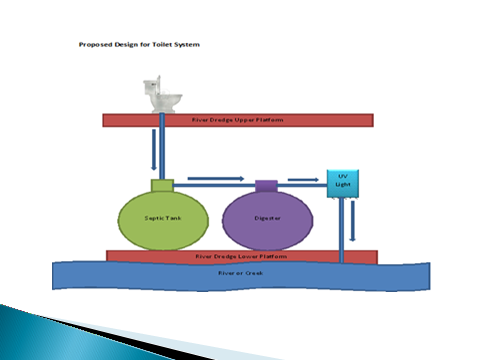 Proposed Design for Toilet System
River Dredge Upper Platform
UV
Light
Septic Tank
Digester
River Dredge Lower Platform
River or Creek